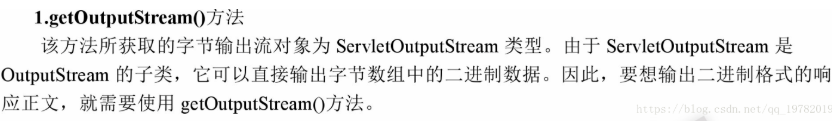 1.getOutputStream()方法
该方法所获取的字节输出流对象为 ServletOutputStream 类型。由于 ServletOutputStream 是
OutputStream 的子类，它可以直接输出字节数组中的二进制数据。因此，要想输出二进制格式的响
应正文，就需要使用 getOutputStream()方法。
https://blog.csdn.net/qq_19782019